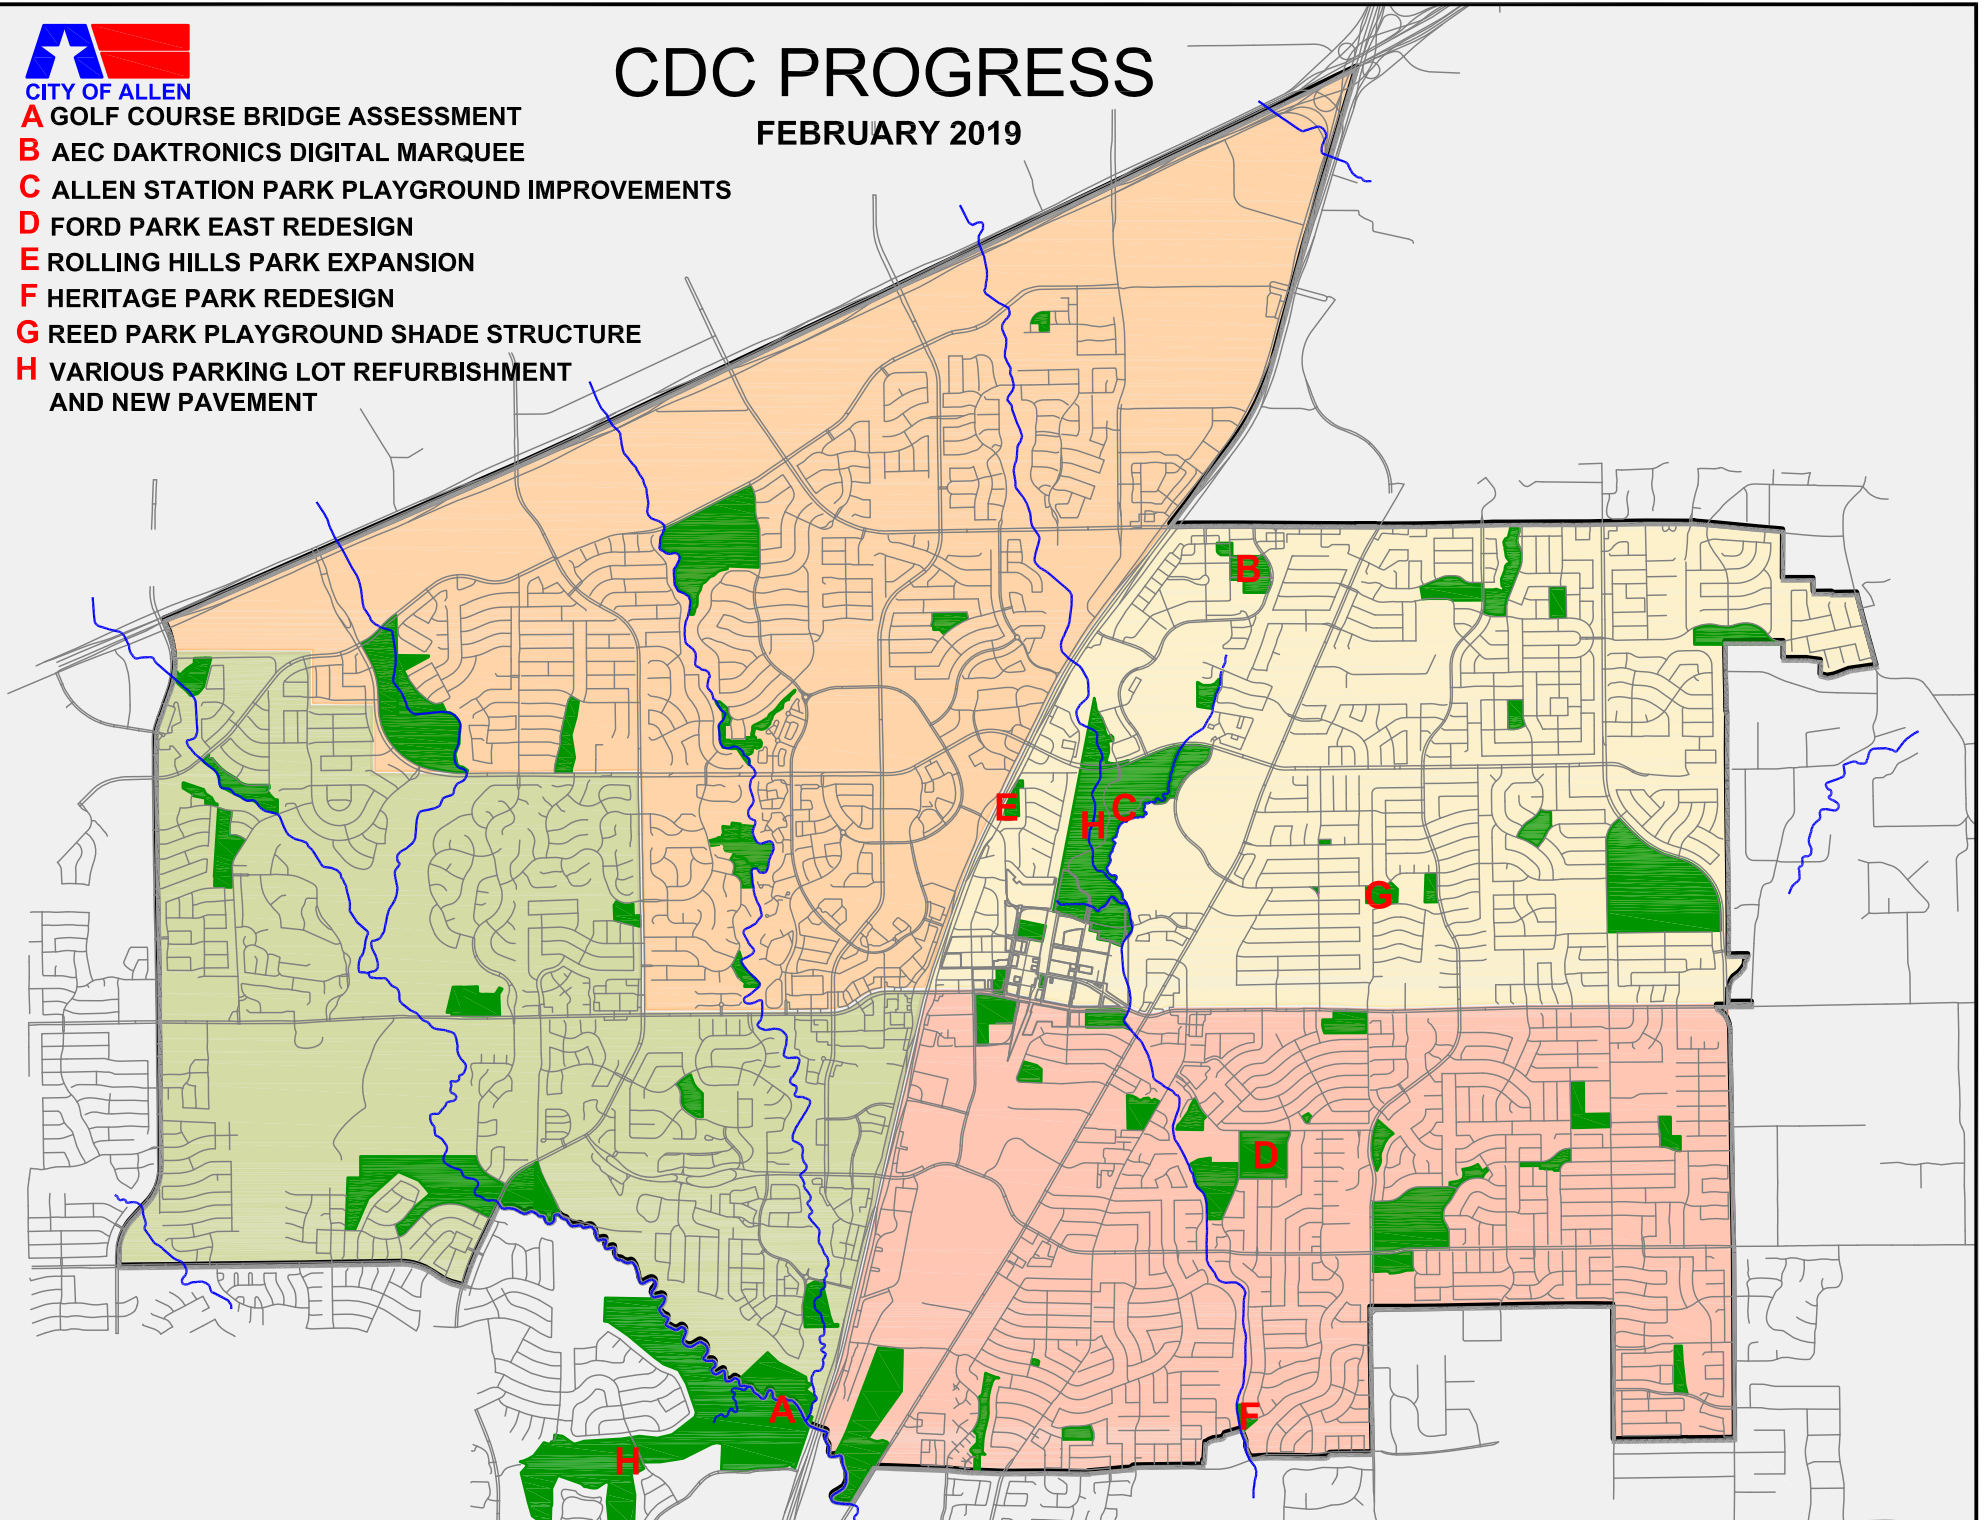 CITY OF ALLEN
CDC PROGRESS
FEBRUARY 2019
A GOLF COURSE BRIDGE ASSESSMENT
B AEC DAKTRONICS DIGITAL MARQUEE
C ALLEN STATION PARK PLAYGROUND IMPROVEMENTS
D FORD PARK EAST REDESIGN
E ROLLING HILLS PARK EXPANSION
F HERITAGE PARK REDESIGN
G REED PARK PLAYGROUND SHADE STRUCTURE
H VARIOUS PARKING LOT REFURBISHMENT
AND NEW PAVEMENT
B
E
C
H
G
D
A
F
H